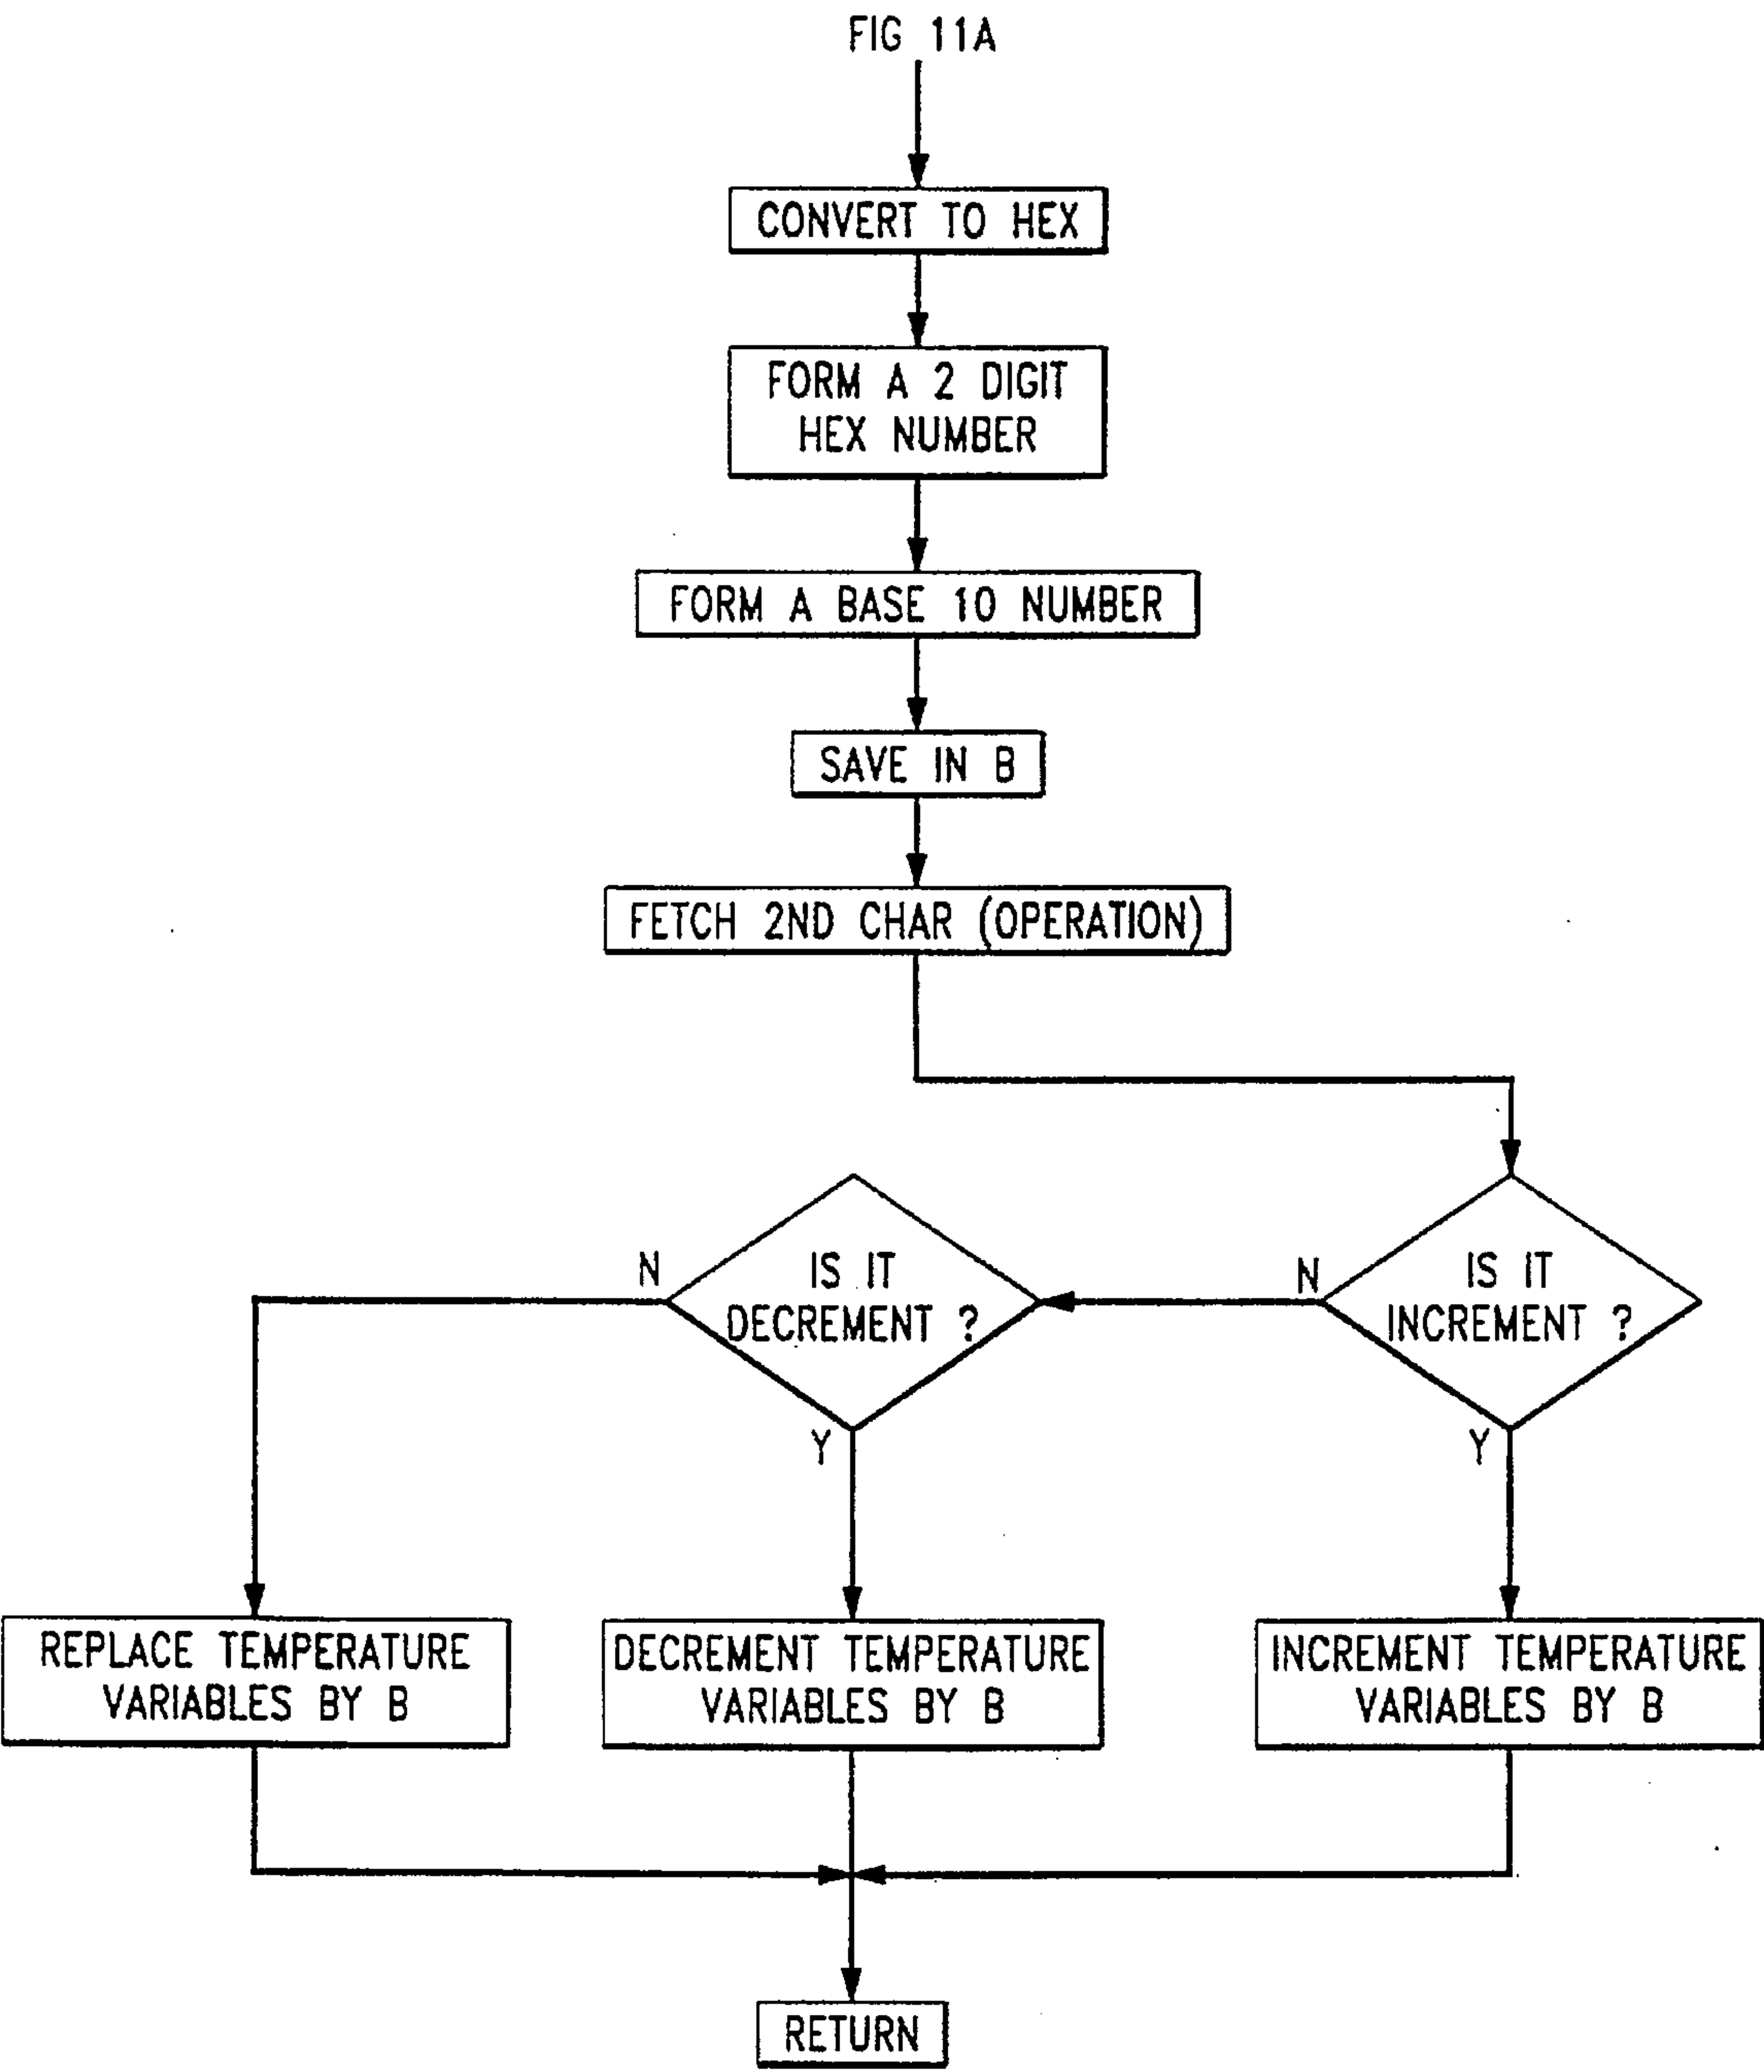 FIG 11A
CONVERT TO HEX
FORM A 2 DIGIT
HEX NUMBER
FORM A BASE 10 NUMBER
SAVE IN B
FETCH 2ND CHAR (OPERATION)
N
IS IT
DECREMENT ?
Y
N
IS IT
INCREMENT ?
Y
REPLACE TEMPERATURE
VARIABLES BY B
DECREMENT TEMPERATURE
VARIABLES BY B
INCREMENT TEMPERATURE
VARIABLES BY B
RETURN